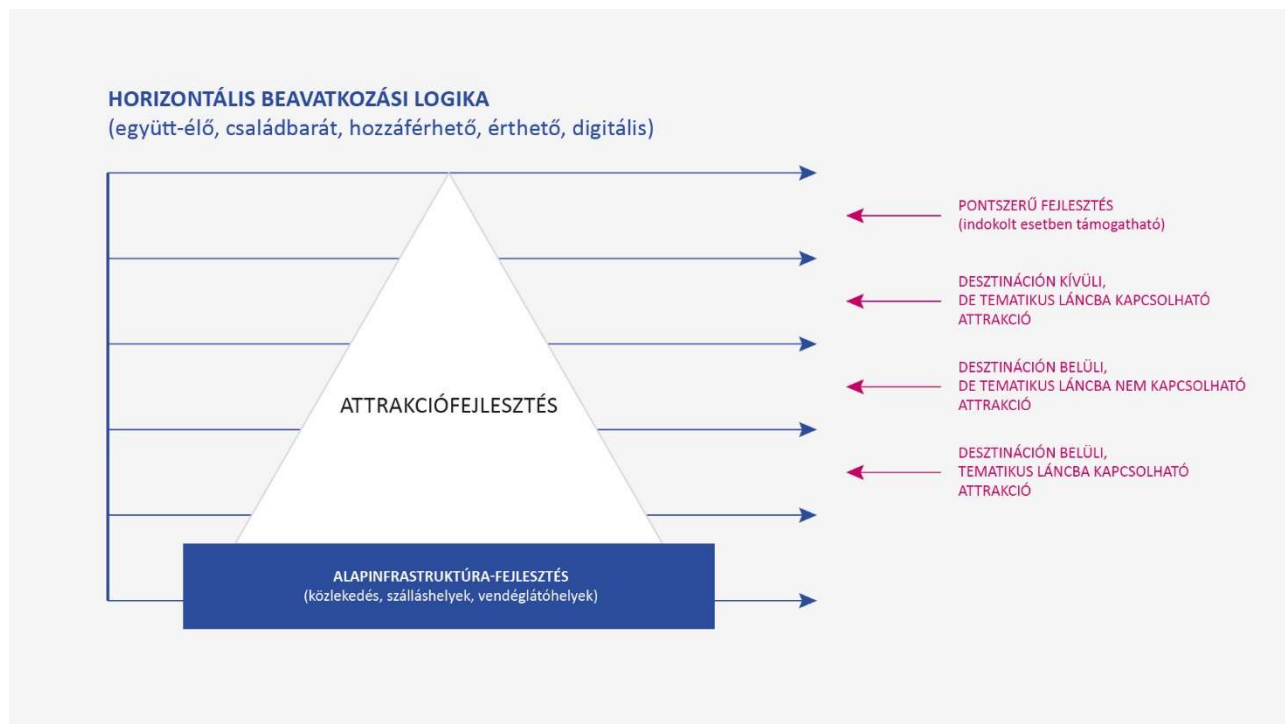 HORIZONTÁLIS BEAVATKOZÁSI LOGIKA
(együtt-élő, családbarát, hozzáférhető, érthető, digitális)
PONTSZERŰ FEJLESZTÉS
(indokolt esetben támogatható)
DESZTINÁCIÓN KÍVÜLI,
DE TEMATIKUS LÁNCBA KAPCSOLHATÓ
ATTRAKCIÓ
DESZTINÁCIÓN BELÜLI,
DE TEMATIKUS LÁNCBA NEM KAPCSOLHATÓ
ATTRAKCIÓ
ATTRAKCIÓFEJLESZTÉS
DESZTINÁCIÓN BELÜLI,
TEMATIKUS LÁNCBA KAPCSOLHATÓ
ATTRAKCIÓ
ALAPINFRASTRUKTÚRA-FEJLESZTÉS
(közlekedés, szálláshelyek, vendéglátóhelyek)